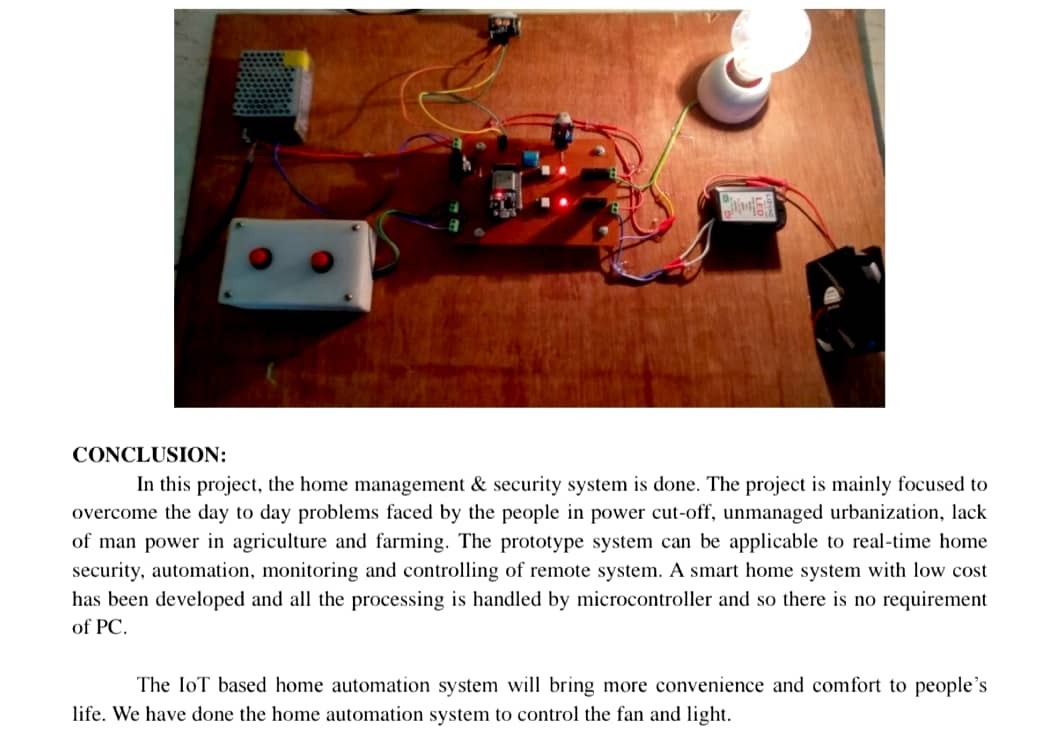 LED
CONCLUSION:
In this project, the home management & security system is done. The project is mainly focused to
overcome the day to day problems faced by the people in power cut-off, unmanaged urbanization, lack
of man power in agriculture and farming. The prototype system can be applicable to real-time home
security, automation, monitoring and controlling of remote system. A smart home system with low cost
has been developed and all the processing is handled by microcontroller and so there is no requirement
of PC.
The IoT based home automation system will bring more convenience and comfort to people’s
life. We have done the home automation system to control the fan and light.